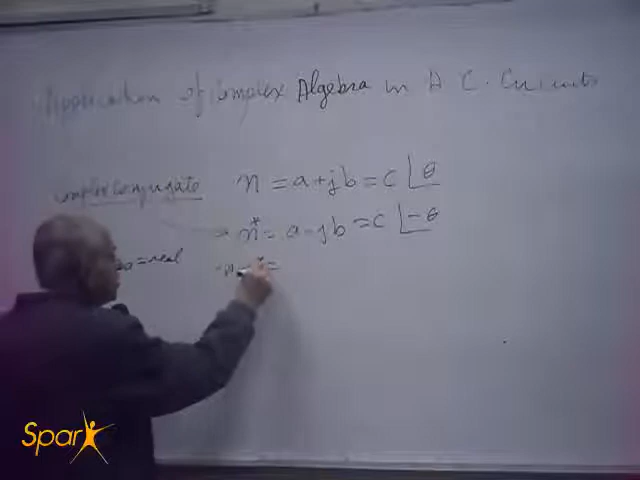 Application of Complex Algebra in A C. Circuits
Complex Conjugate n = a + jb = c ∠θ
n* = a - jb = c ∠-θ
= real
Spark